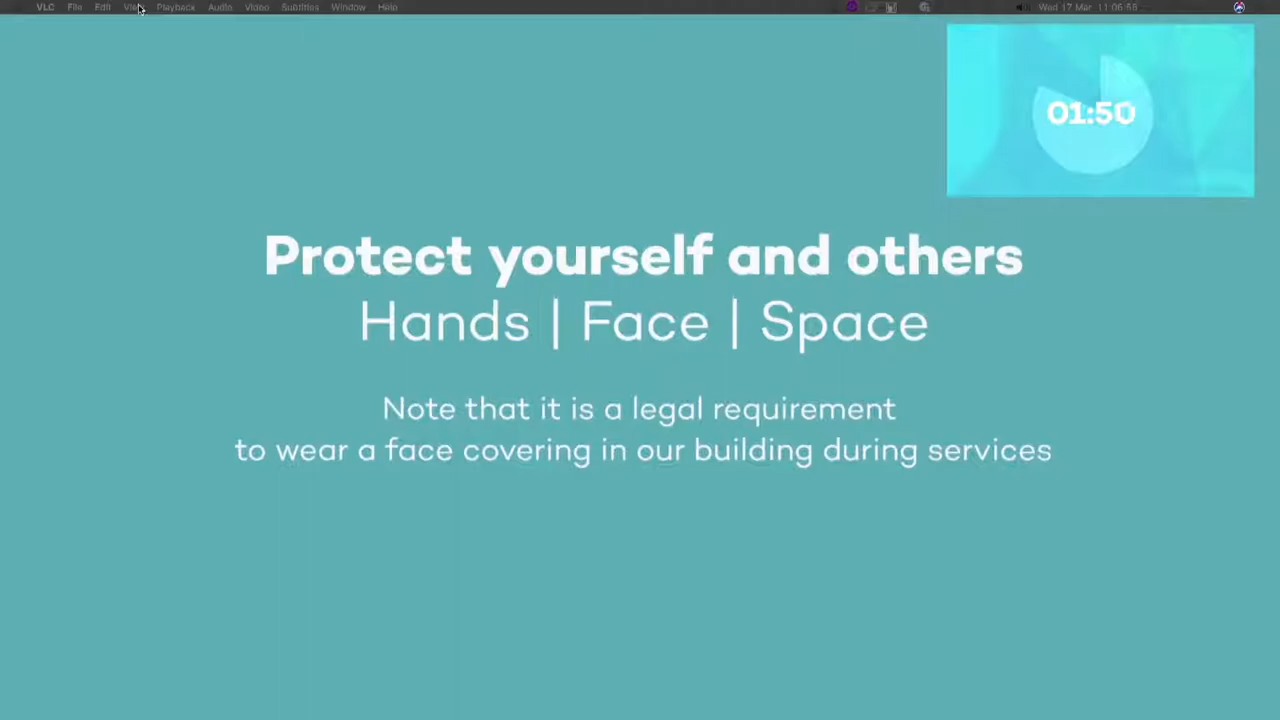 VLC File Edit View Playback Audio Video Subtitles Window Help
Wed 17 Mar 11:06:56
01:50
Protect yourself and others
Hands | Face | Space
Note that it is a legal requirement
to wear a face covering in our building during services